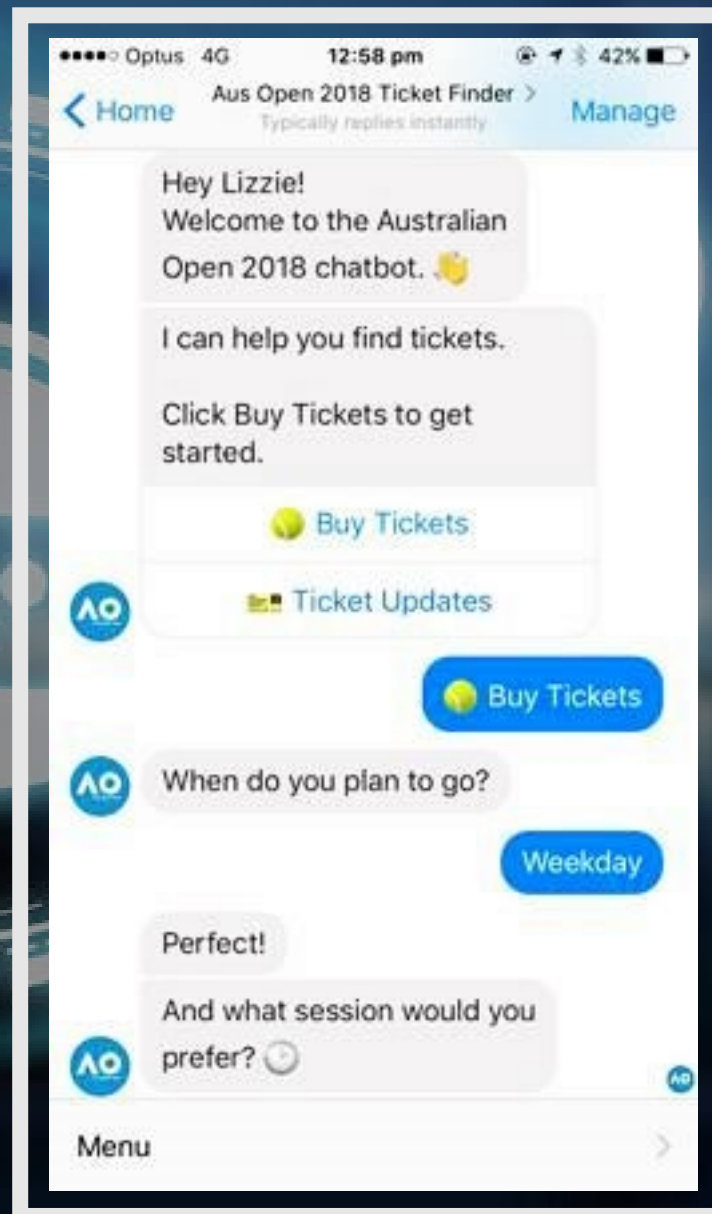 Optus 4G 12:58 pm 42%
Home Aus Open 2018 Ticket Finder > Manage
Typically replies instantly
Hey Lizzie!
Welcome to the Australian
Open 2018 chatbot. 👋
I can help you find tickets.
Click Buy Tickets to get
started.
🎾 Buy Tickets
🎫 Ticket Updates
AO
🎾 Buy Tickets
AO
When do you plan to go?
Weekday
Perfect!
And what session would you
prefer? 🕑
AO
AO
Menu >